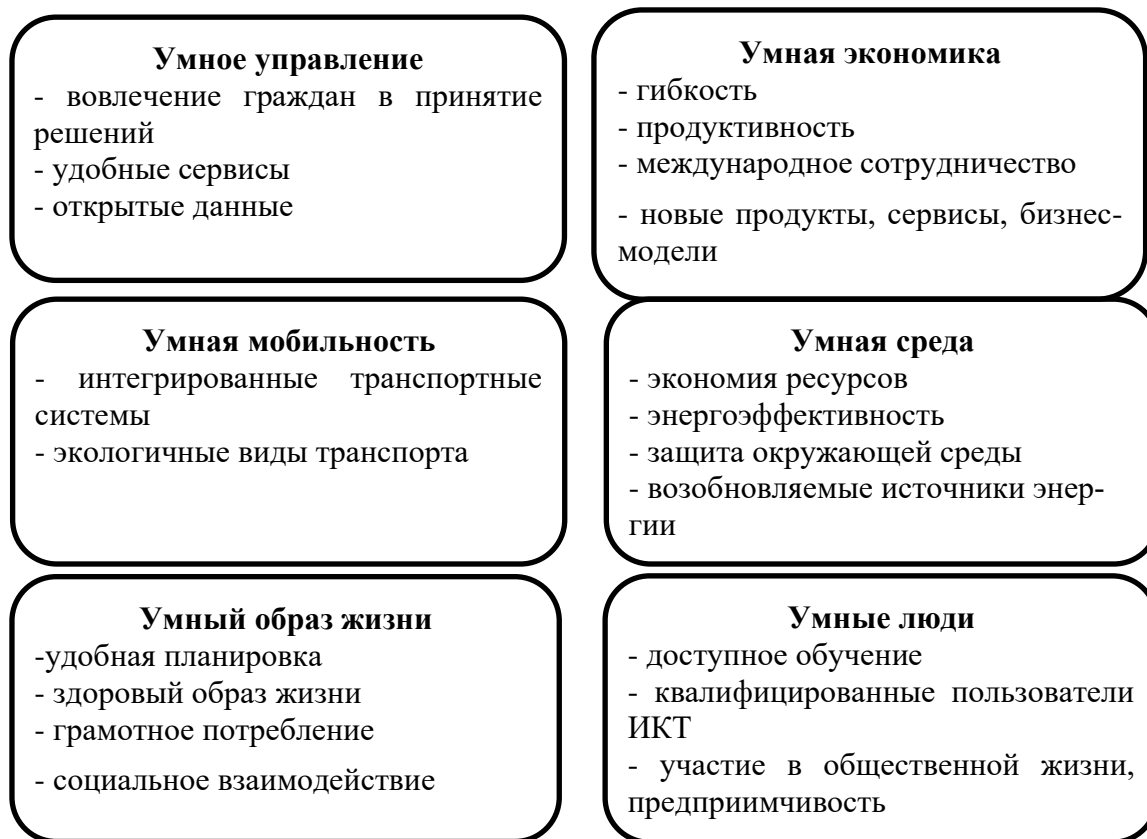 Умное управление
- вовлечение граждан в принятие
решений
- удобные сервисы
- открытые данные
Умная экономика
- гибкость
- продуктивность
- международное сотрудничество
- новые продукты, сервисы, бизнес-
модели
Умная мобильность
- интегрированные транспортные
системы
- экологичные виды транспорта
Умная среда
- экономия ресурсов
- энергоэффективность
- защита окружающей среды
- возобновляемые источники энер-
гии
Умный образ жизни
-удобная планировка
- здоровый образ жизни
- грамотное потребление
- социальное взаимодействие
Умные люди
- доступное обучение
- квалифицированные пользователи
ИКТ
- участие в общественной жизни,
предприимчивость